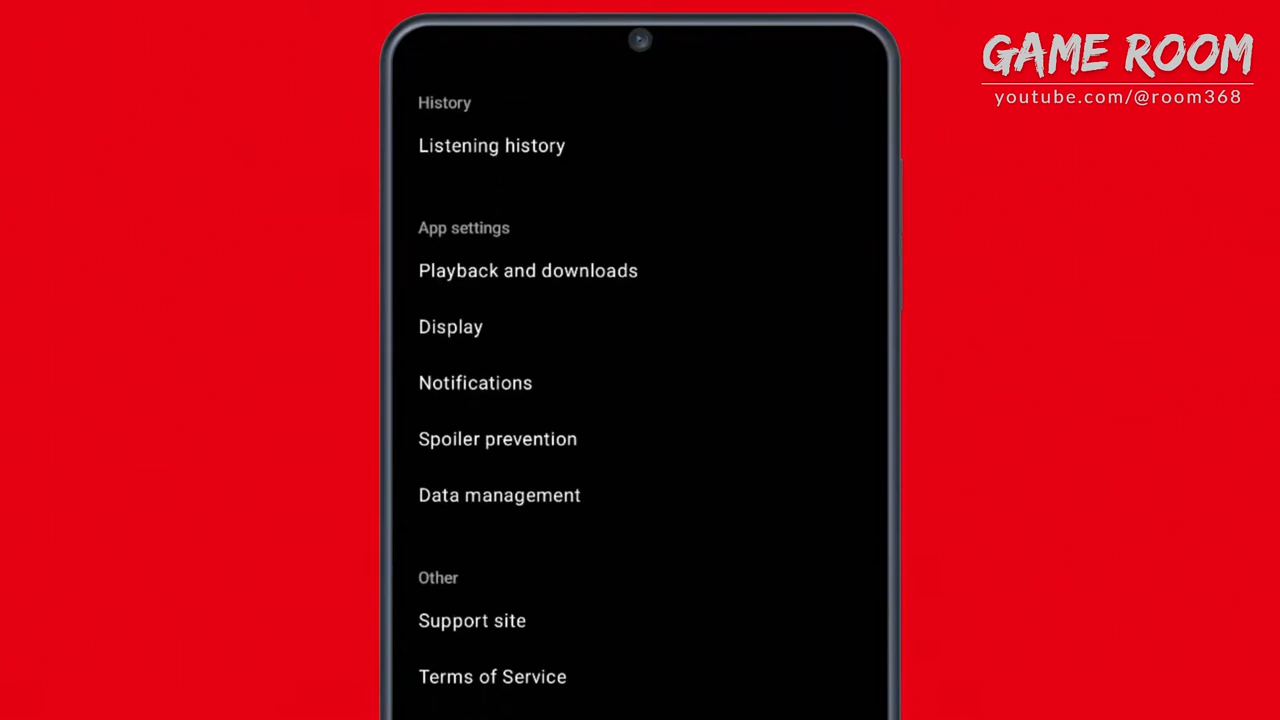 GAME ROOM
youtube.com/@room368
History
Listening history
App settings
Playback and downloads
Display
Notifications
Spoiler prevention
Data management
Other
Support site
Terms of Service